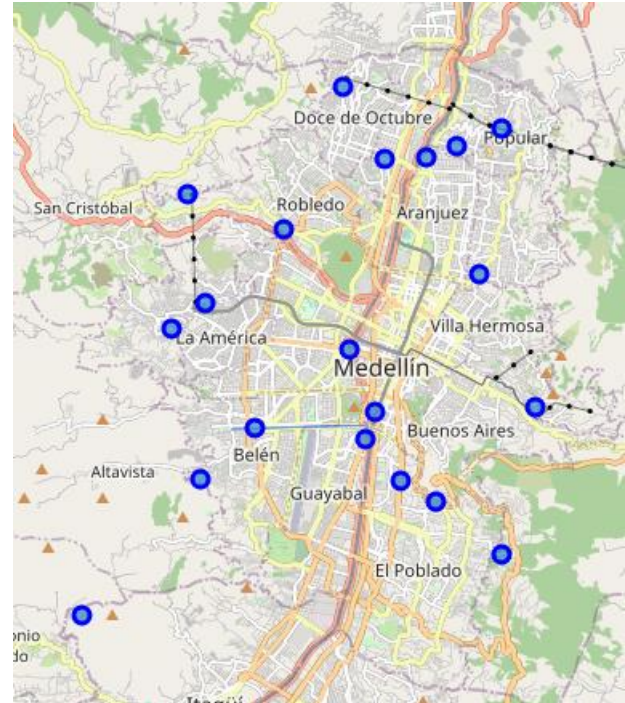 Doce de Octubre
Popular
San Cristóbal
Robledo
Aranjuez
La América
Villa Hermosa
Medellín
Buenos Aires
Belén
Altavista
Guayabal
El Poblado
onio
do
Itagüí